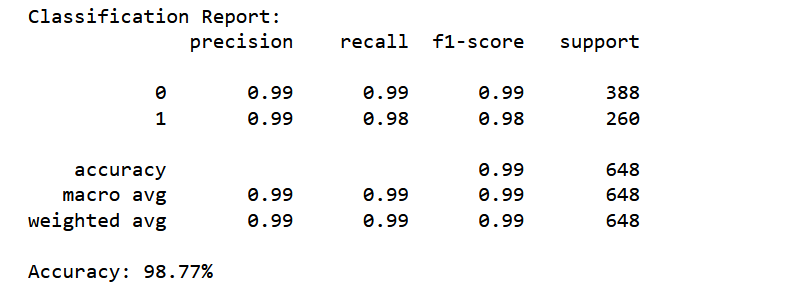 Classification Report:
precision recall f1-score support
0 0.99 0.99 0.99 388
1 0.99 0.98 0.98 260
accuracy 0.99 648
macro avg 0.99 0.99 0.99 648
weighted avg 0.99 0.99 0.99 648
Accuracy: 98.77%